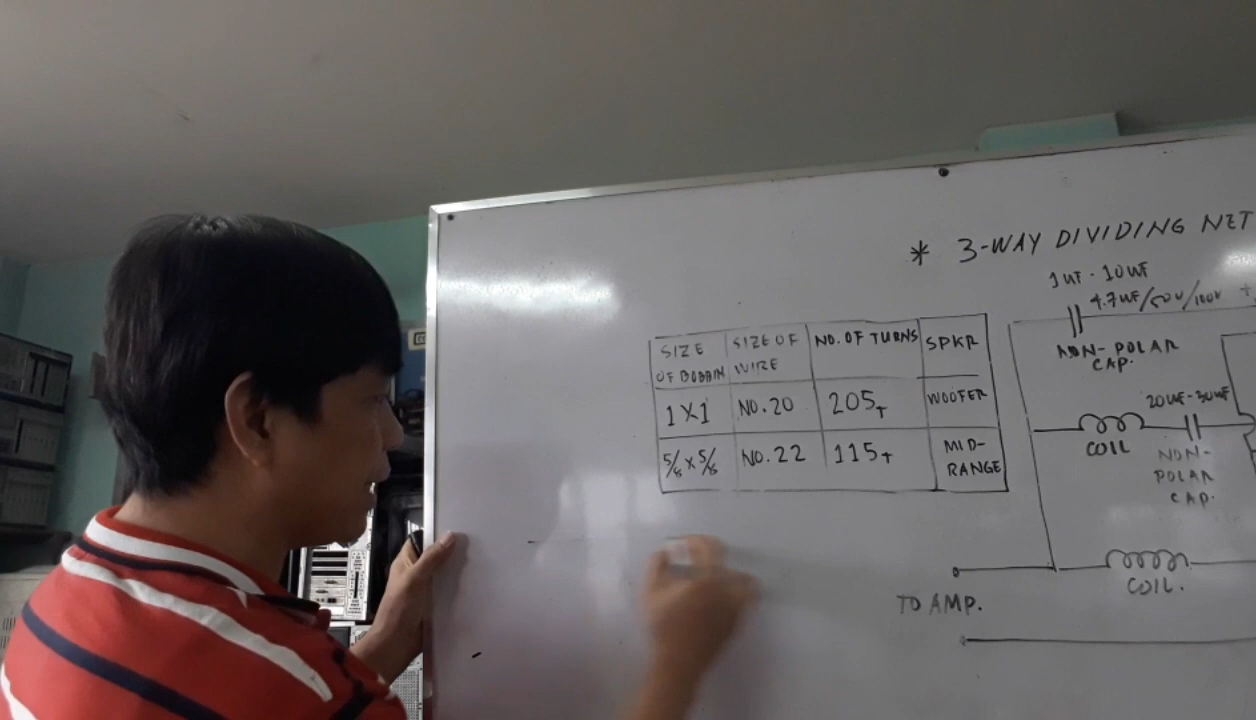 * 3-WAY DIVIDING NET
1UF - 10UF
4.7UF/50V/100V +
NON-POLAR
CAP.
SIZE
OF BOBBIN
SIZE OF
WIRE
NO. OF TURNS
SPKR
1X1
NO.20
205T
WOOFER
5/8 x 5/8
NO.22
115T
MID-
RANGE
20UF-30UF
COIL
NON-
POLAR
CAP.
COIL.
TO AMP.